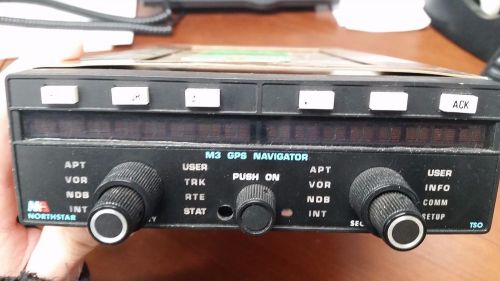 ACK
M3 GPS NAVIGATOR
APT
VOR
NDB
INT
USER
TRK
RTE
STAT
PUSH ON
APT
VOR
NDB
INT
USER
INFO
COMM
SETUP
NORTHSTAR
TSO